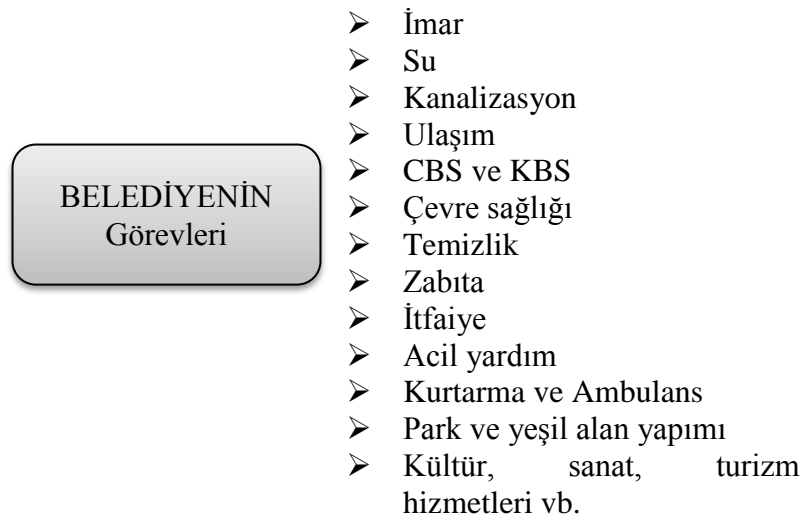 BELEDİYENİN
Görevleri
➢ İmar
➢ Su
➢ Kanalizasyon
➢ Ulaşım
➢ CBS ve KBS
➢ Çevre sağlığı
➢ Temizlik
➢ Zabıta
➢ İtfaiye
➢ Acil yardım
➢ Kurtarma ve Ambulans
➢ Park ve yeşil alan yapımı
➢ Kültür, sanat, turizm
hizmetleri vb.